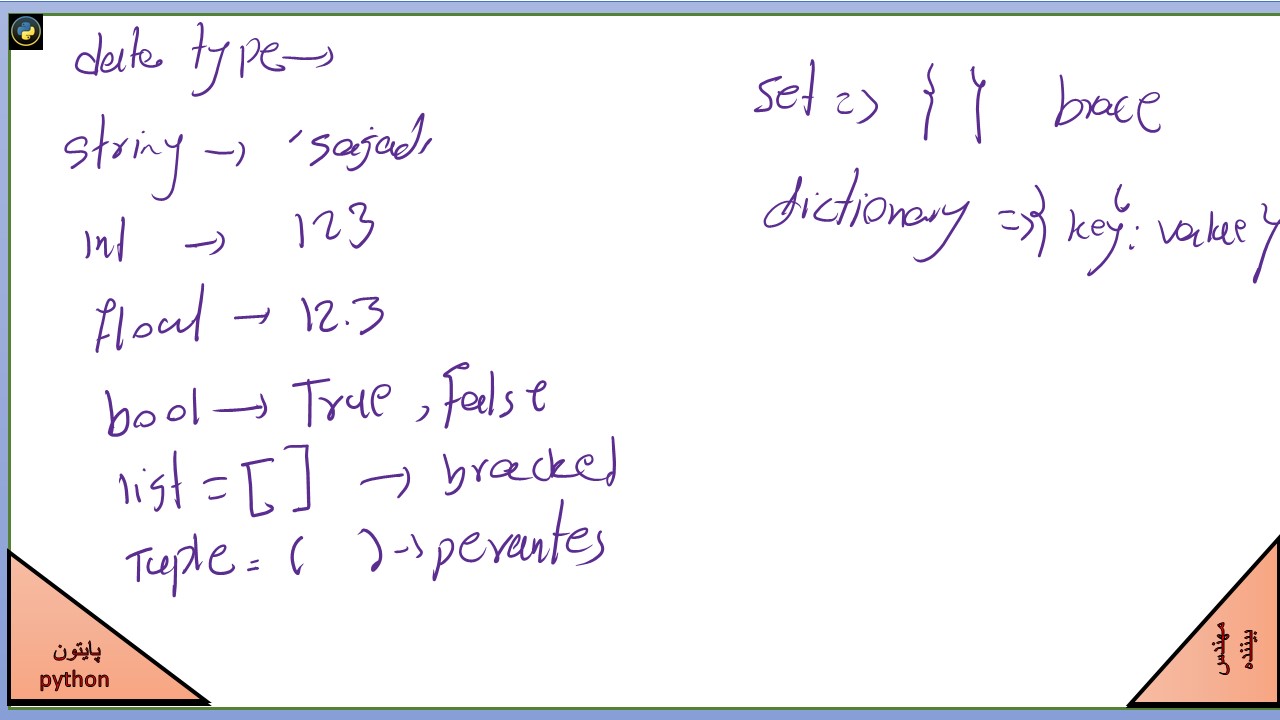 data type →
string → 'sajad'
int → 123
float → 12.3
bool → True , False
list = [ ] → bracked
Tuple = ( ) → perantes
set => { } brace
dictionary => { key : value }
پایتون
python
مهندس
بیننده